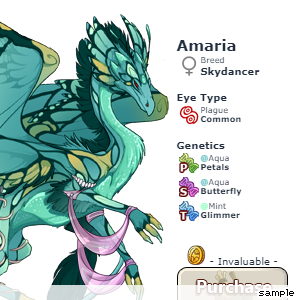 Amaria
Breed
Skydancer
Eye Type
Plague
Common
Genetics
@Aqua
P Petals
@Aqua
S Butterfly
@Mint
T Glimmer
- Invaluable -
Purchase
sample